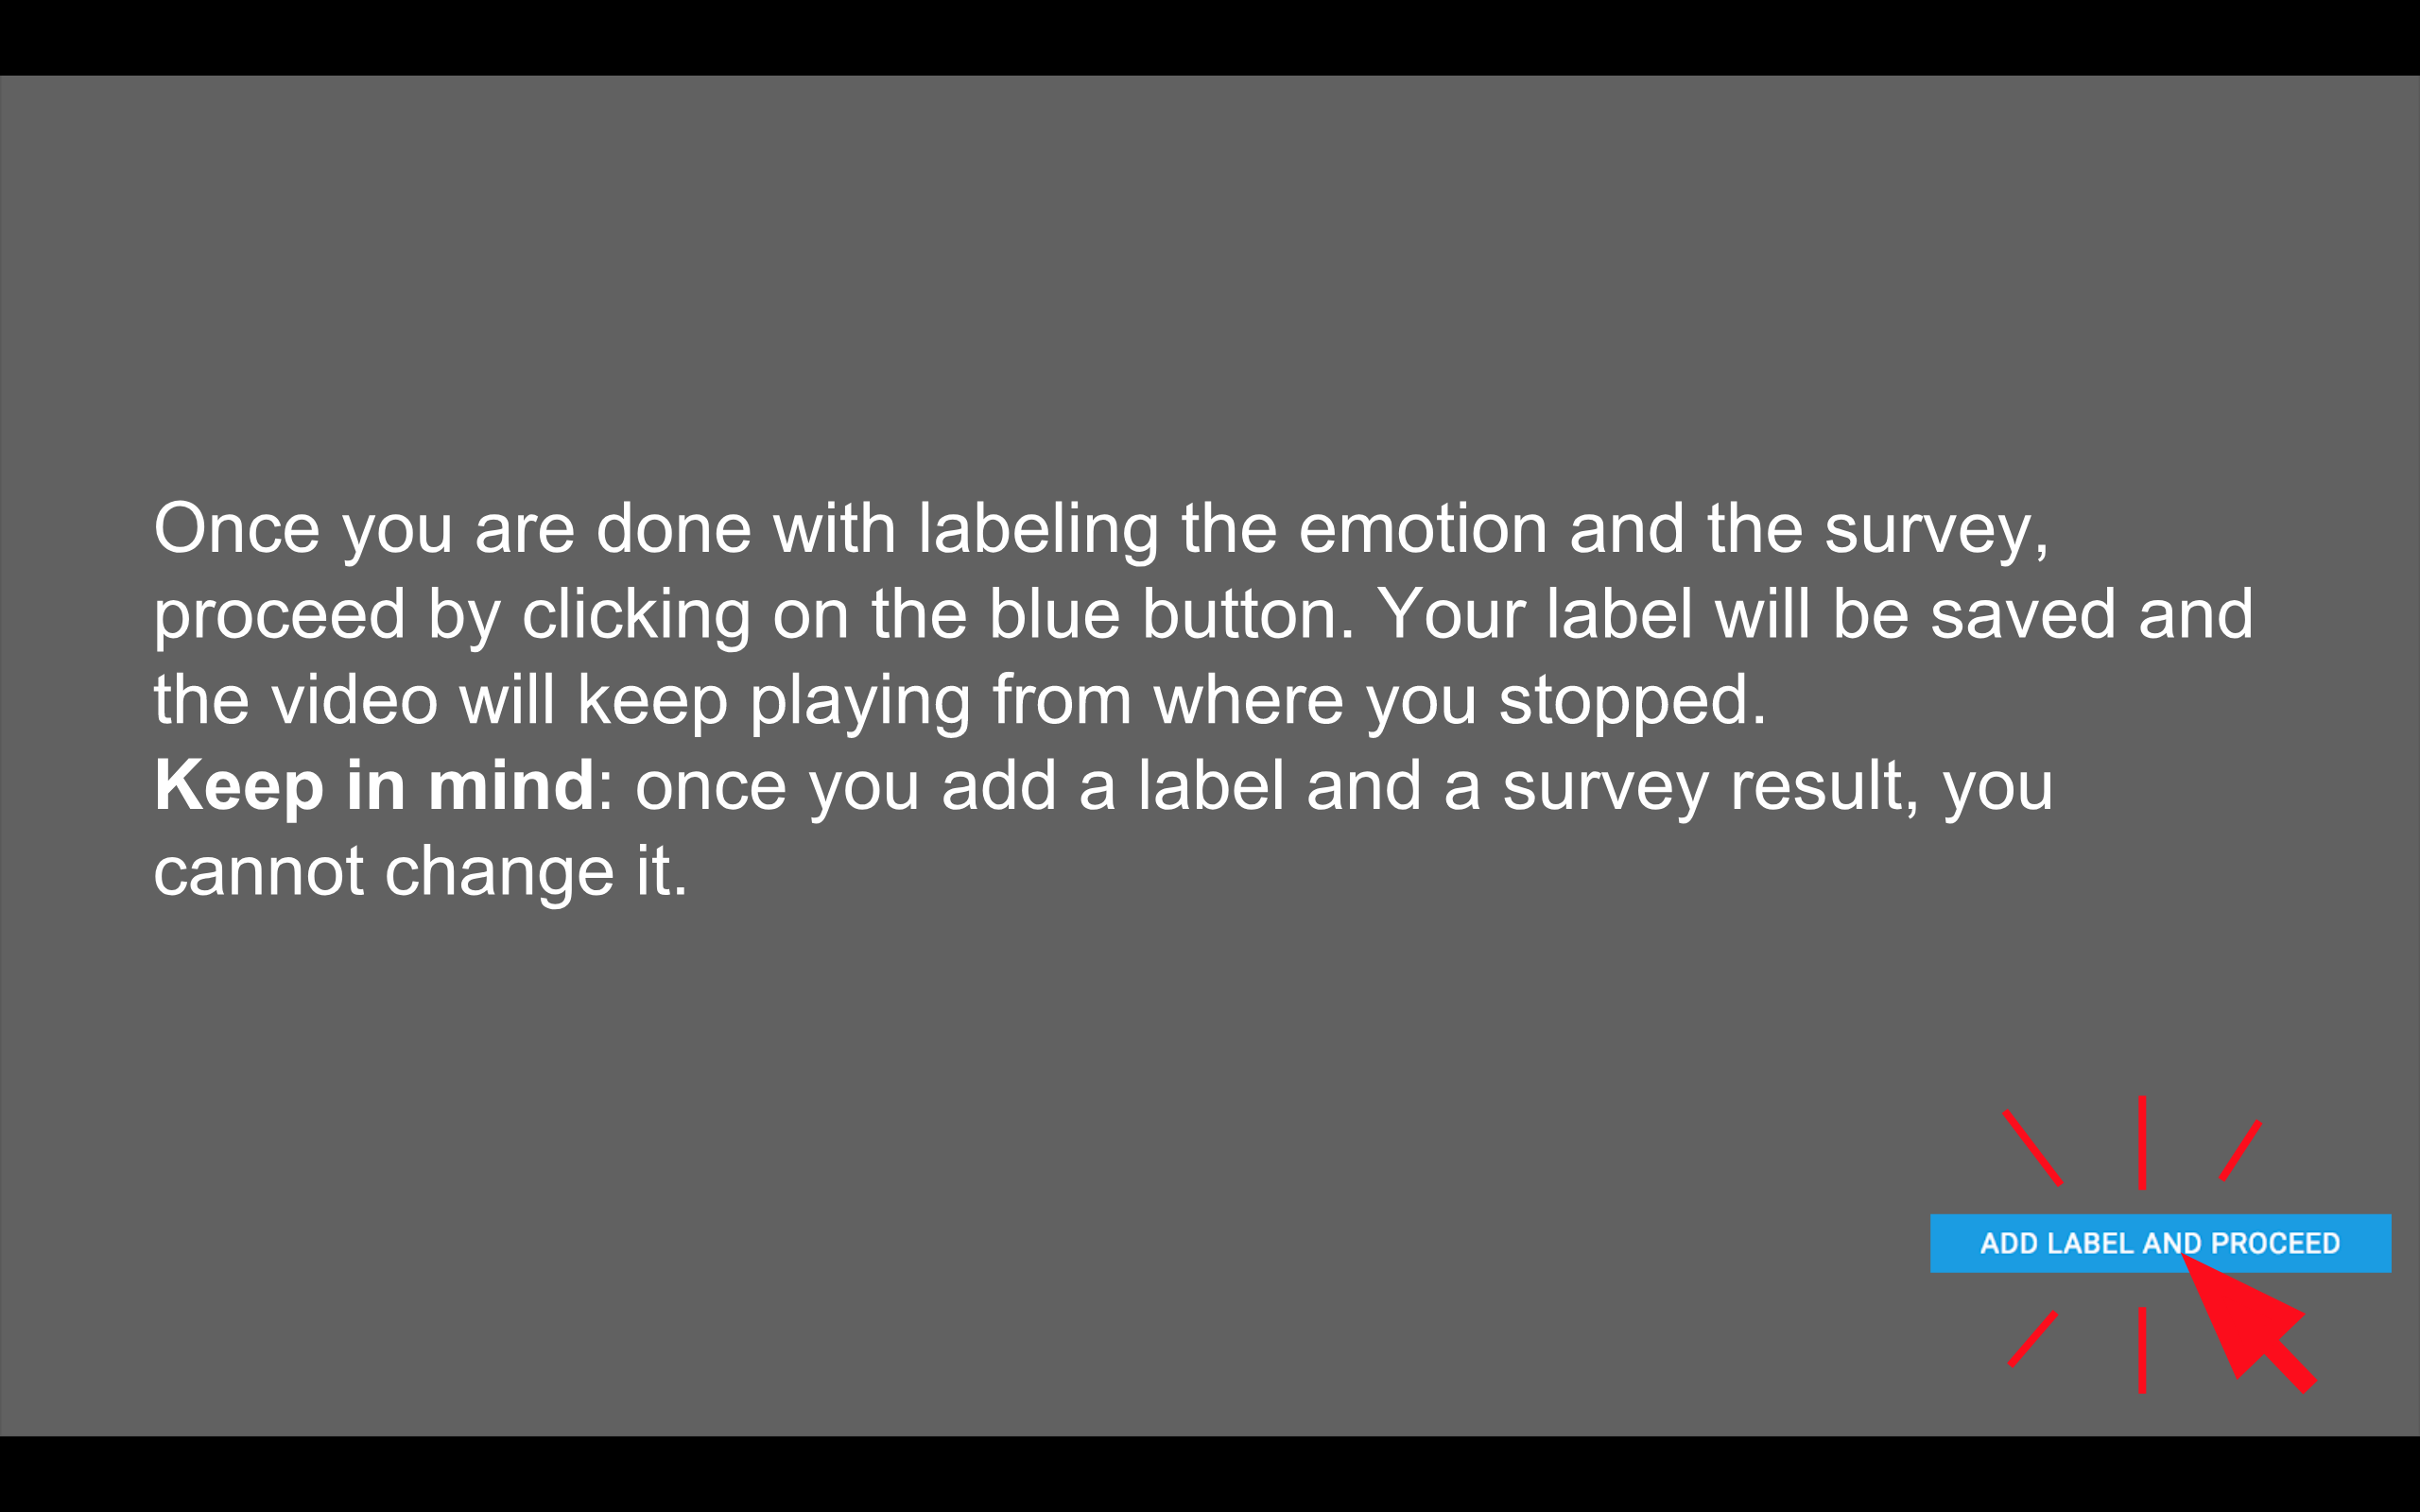 Once you are done with labeling the emotion and the survey,
proceed by clicking on the blue button. Your label will be saved and
the video will keep playing from where you stopped.
Keep in mind: once you add a label and a survey result, you
cannot change it.
ADD LABEL AND PROCEED